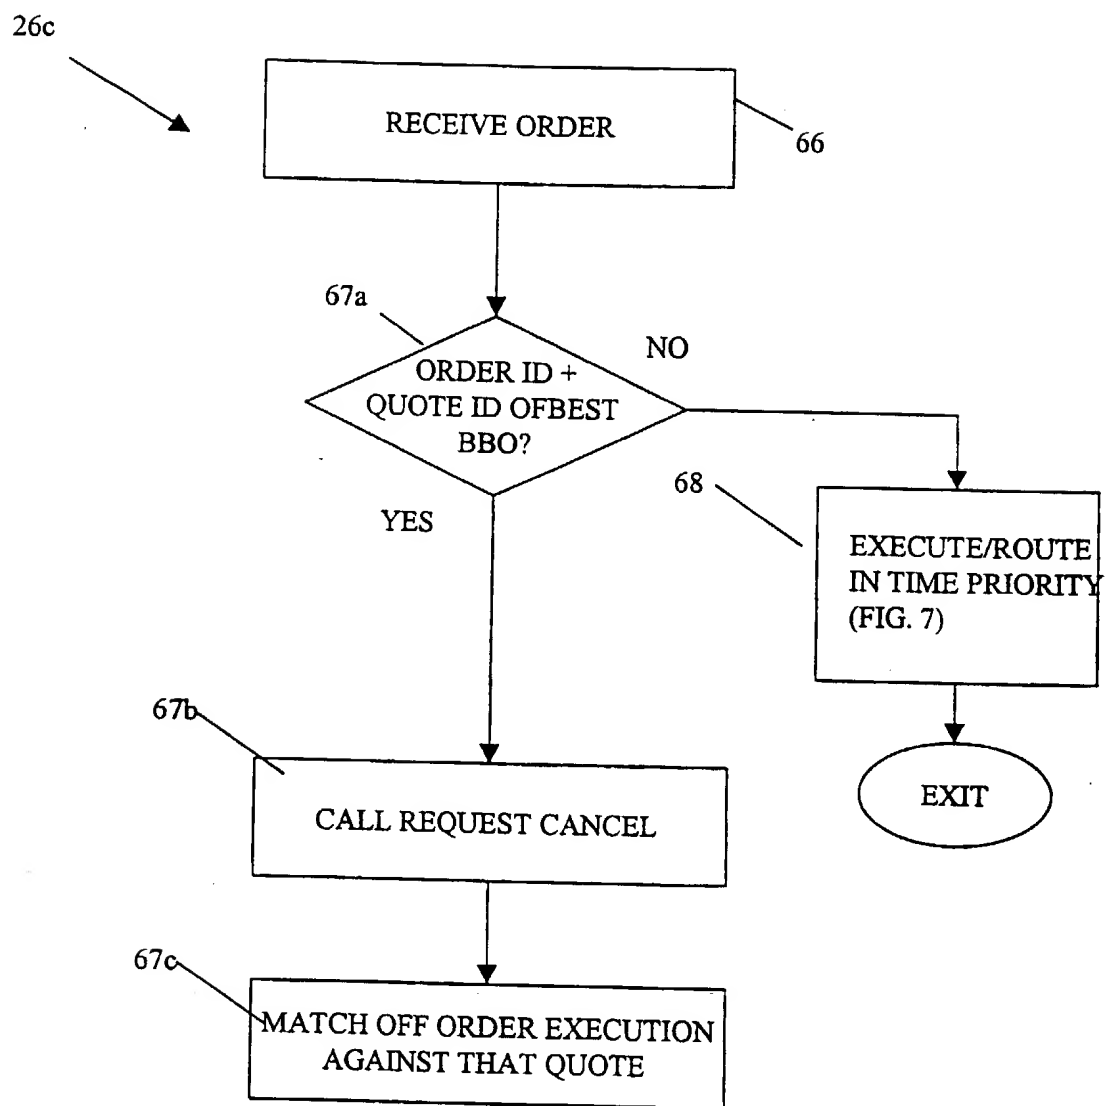 26c
RECEIVE ORDER
66
67a
NO
ORDER ID +
QUOTE ID OFBEST
BBO?
68
YES
EXECUTE/ROUTE
IN TIME PRIORITY
(FIG. 7)
67b
EXIT
CALL REQUEST CANCEL
67c
MATCH OFF ORDER EXECUTION
AGAINST THAT QUOTE